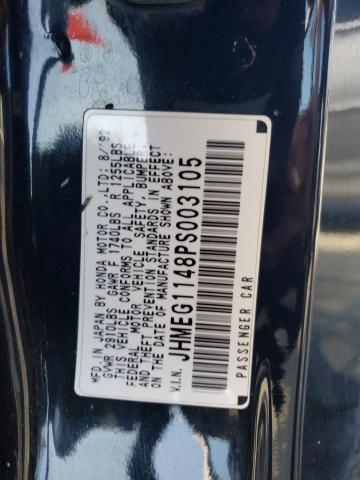 MFD. IN JAPAN BY HONDA MOTOR CO.,LTD: 8/'92
GVWR 2910LBS GAWR F 1740LBS R 1255LBS
THIS VEHICLE CONFORMS TO ALL APPLICABLE
FEDERAL MOTOR VEHICLE SAFETY, BUMPER,
AND THEFT PREVENTION STANDARDS IN EFFECT
ON THE DATE OF MANUFACTURE SHOWN ABOVE:
V.I.N. JHMEG1148PS003105
PASSENGER CAR